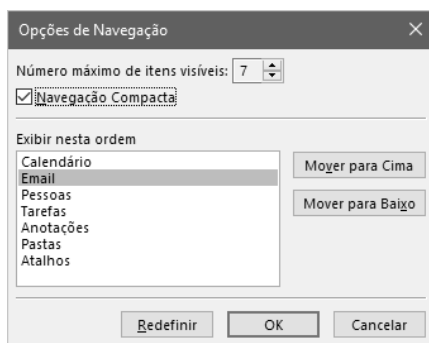 Opções de Navegação
Número máximo de itens visíveis: 7
Navegação Compacta
Exibir nesta ordem
Calendário
Email
Pessoas
Tarefas
Anotações
Pastas
Atalhos
Mover para Cima
Mover para Baixo
Redefinir OK Cancelar